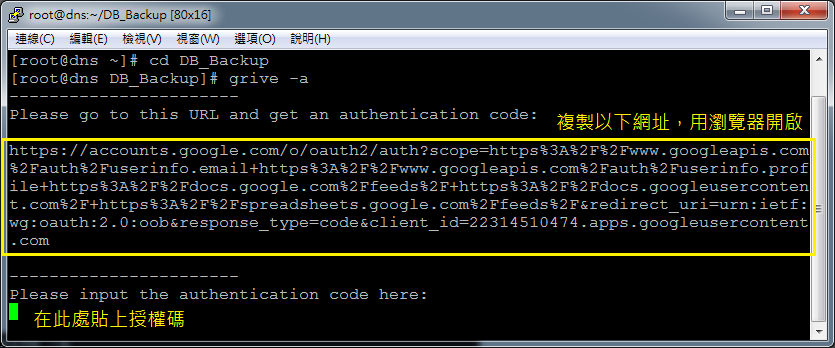 root@dns:~/DB_Backup [80x16]
連線(C) 編輯(E) 檢視(V) 視窗(W) 選項(O) 說明(H)
[root@dns ~]# cd DB_Backup
[root@dns DB_Backup]# grive -a
-----------------------
Please go to this URL and get an authentication code:
複製以下網址，用瀏覽器開啟
https://accounts.google.com/o/oauth2/auth?scope=https%3A%2F%2Fwww.googleapis.com
%2Fauth%2Fuserinfo.email+https%3A%2F%2Fwww.googleapis.com%2Fauth%2Fuserinfo.prof
ile+https%3A%2F%2Fdocs.google.com%2Ffeeds%2F+https%3A%2F%2Fdocs.googleuserconten
t.com%2F+https%3A%2F%2Fspreadsheets.google.com%2Ffeeds%2F&redirect_uri=urn:ietf:
wg:oauth:2.0:oob&response_type=code&client_id=22314510474.apps.googleusercontent
.com
-----------------------
Please input the authentication code here:
在此處貼上授權碼